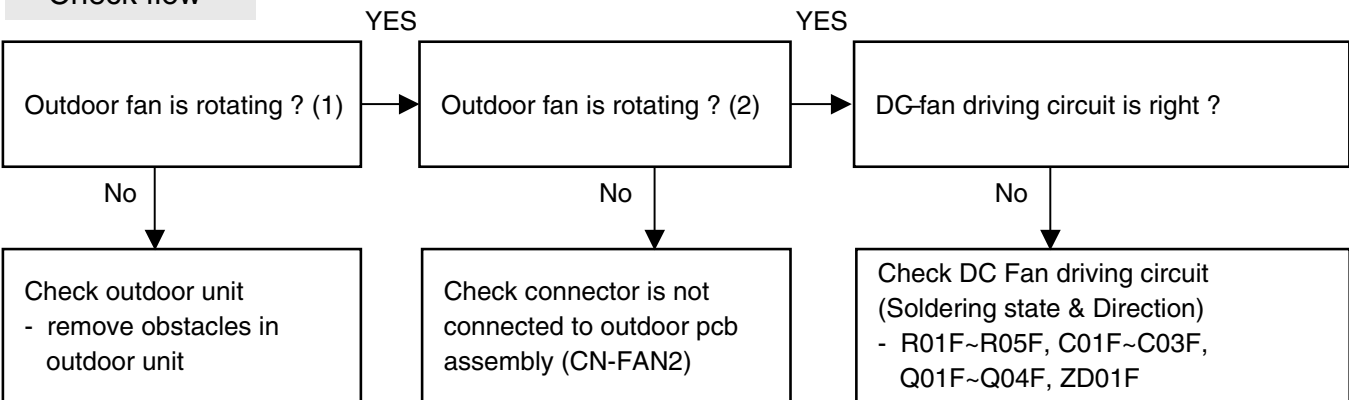 Check flow
YES
YES
Outdoor fan is rotating ? (1)
Outdoor fan is rotating ? (2)
DC-fan driving circuit is right ?
No
No
No
Check outdoor unit
- remove obstacles in
outdoor unit
Check connector is not
connected to outdoor pcb
assembly (CN-FAN2)
Check DC Fan driving circuit
(Soldering state & Direction)
- R01F~R05F, C01F~C03F,
Q01F~Q04F, ZD01F